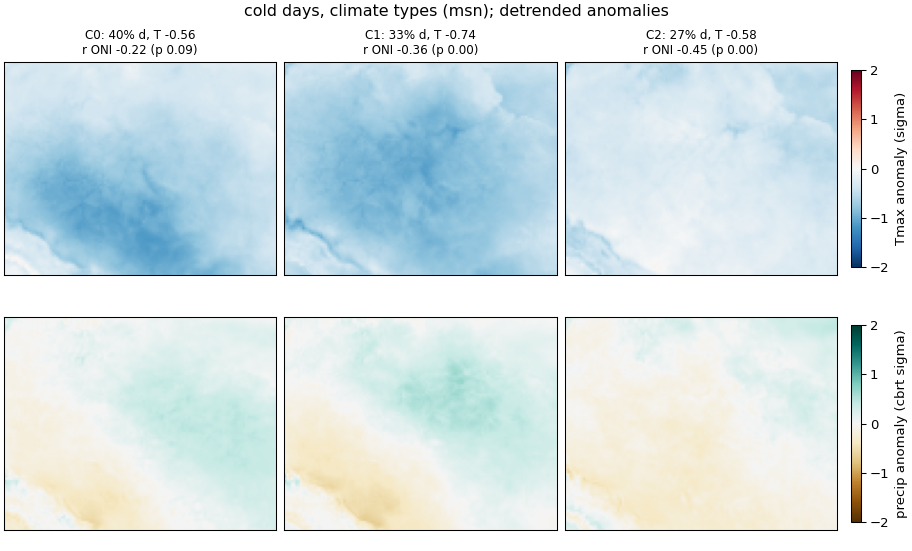 cold days, climate types (msn); detrended anomalies
C0: 40% d, T -0.56
r ONI -0.22 (p 0.09)
C1: 33% d, T -0.74
r ONI -0.36 (p 0.00)
C2: 27% d, T -0.58
r ONI -0.45 (p 0.00)
2
1
0
−1
−2
Tmax anomaly (sigma)
2
1
0
−1
−2
precip anomaly (cbrt sigma)